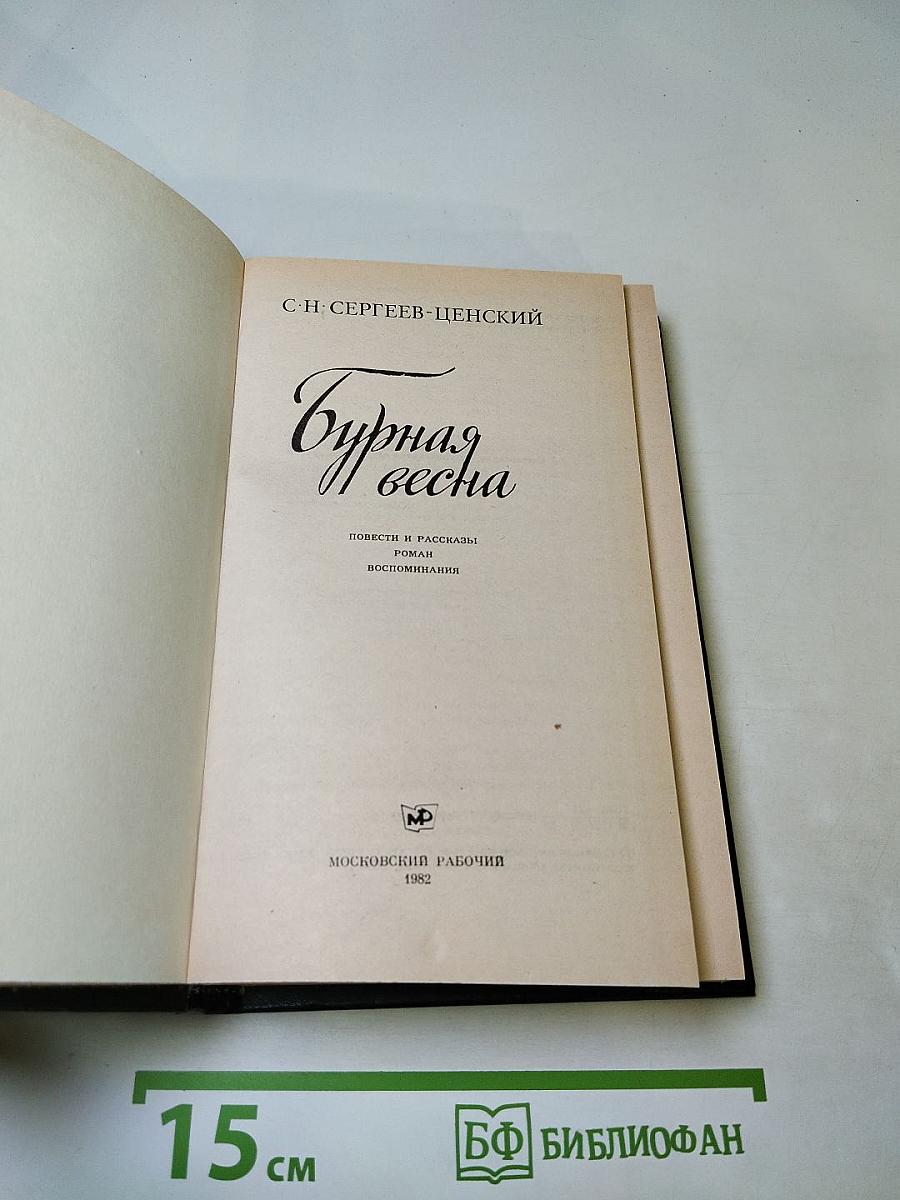 С·Н·СЕРГЕЕВ-ЦЕНСКИЙ
Бурная
весна
ПОВЕСТИ И РАССКАЗЫ
РОМАН
ВОСПОМИНАНИЯ
МР
МОСКОВСКИЙ РАБОЧИЙ
1982
15 см
БФ БИБЛИОФАН